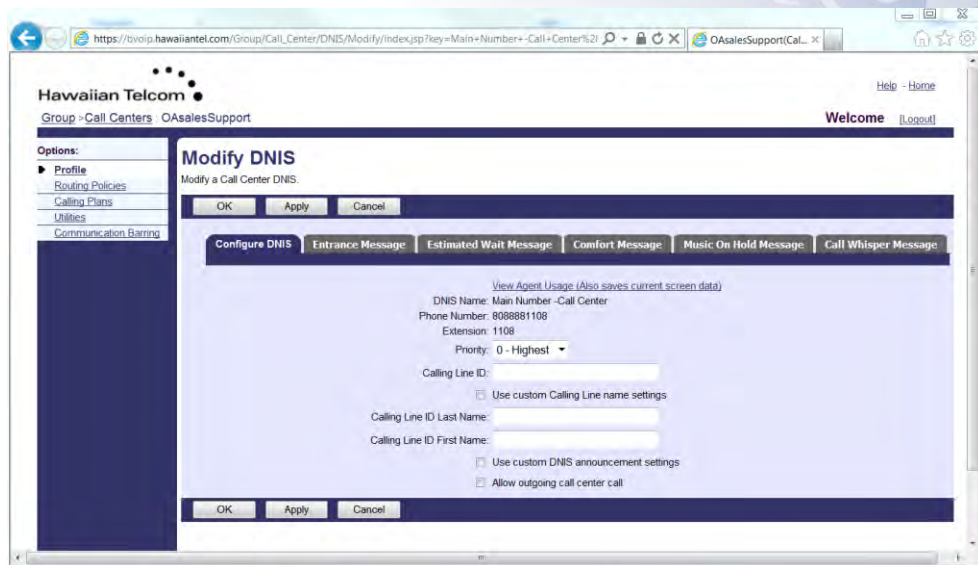 https://bvoip.hawaiiantel.com/Group/Call_Center/DNIS/Modify/index.jsp?key=Main+Number+-Call+Center%2I
OAsalesSupport(Cal...
Hawaiian Telcom
Help - Home
Group >Call Centers : OAsalesSupport
Welcome [Logout]
Options:
Profile
Routing Policies
Calling Plans
Utilities
Communication Barring
Modify DNIS
Modify a Call Center DNIS.
OK Apply Cancel
Configure DNIS Entrance Message Estimated Wait Message Comfort Message Music On Hold Message Call Whisper Message
View Agent Usage (Also saves current screen data)
DNIS Name: Main Number -Call Center
Phone Number: 8088881108
Extension: 1108
Priority: 0 - Highest
Calling Line ID:
Use custom Calling Line name settings
Calling Line ID Last Name:
Calling Line ID First Name:
Use custom DNIS announcement settings
Allow outgoing call center call
OK Apply Cancel